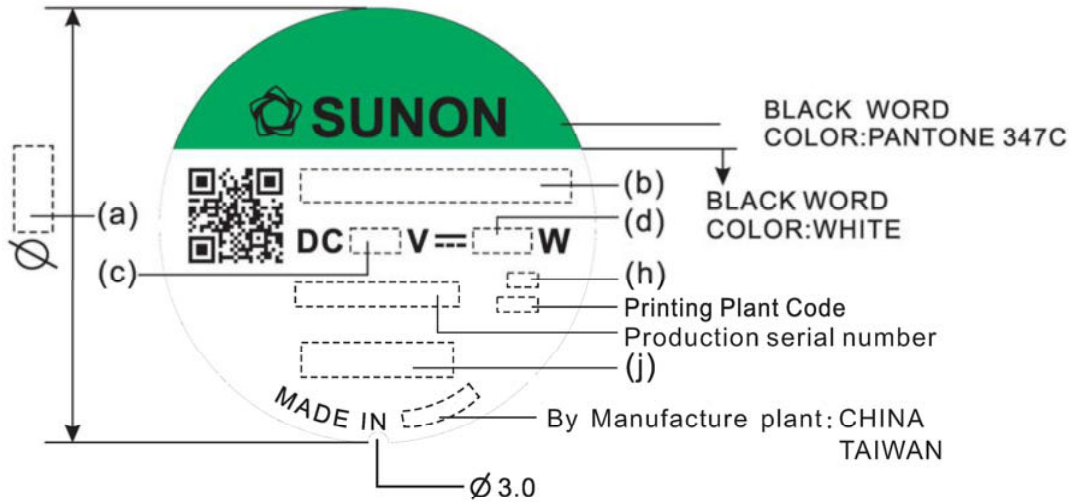 SUNON
BLACK WORD
COLOR:PANTONE 347C
(a)
(b)
BLACK WORD
COLOR:WHITE
(d)
DC V W
(c)
(h)
Printing Plant Code
Production serial number
(j)
MADE IN
By Manufacture plant: CHINA
TAIWAN
Ø
Ø 3.0